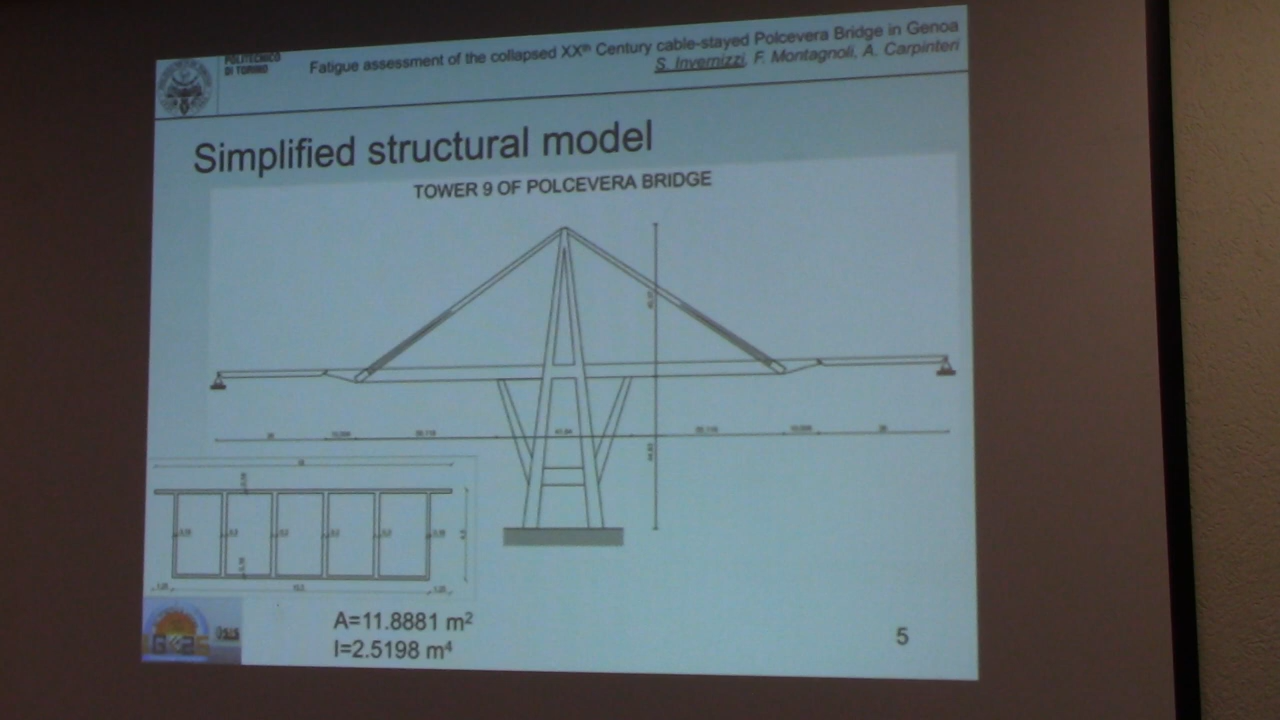 POLITECNICO
DI TORINO
Fatigue assessment of the collapsed XXth Century cable-stayed Polcevera Bridge in Genoa
S. Invernizzi, F. Montagnoli, A. Carpinteri
Simplified structural model
TOWER 9 OF POLCEVERA BRIDGE
A=11.8881 m²
I=2.5198 m⁴
5